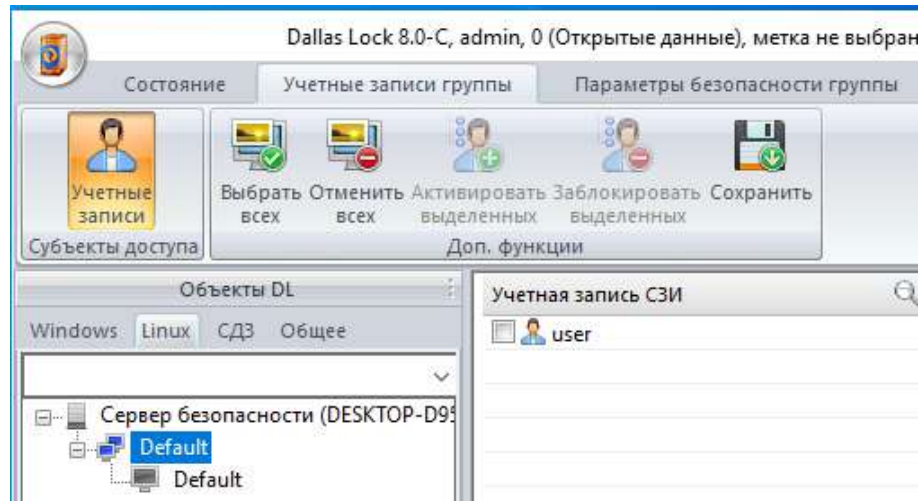 Dallas Lock 8.0-C, admin, 0 (Открытые данные), метка не выбран
Состояние Учетные записи группы Параметры безопасности группы
Учетные записи
Выбрать всех
Отменить всех
Активировать выделенных
Заблокировать выделенных
Сохранить
Субъекты доступа Доп. функции
Объекты DL
Windows Linux СДЗ Общее
Сервер безопасности (DESKTOP-D95
Default
Default
Учетная запись СЗИ
user